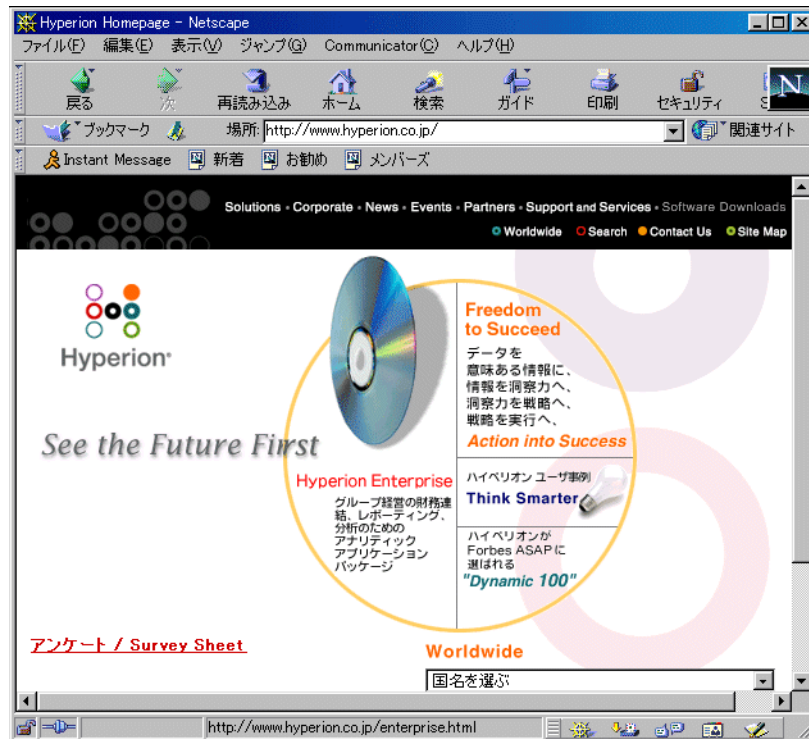 Hyperion Homepage - Netscape
ファイル(F) 編集(E) 表示(V) ジャンプ(G) Communicator(C) ヘルプ(H)
戻る 次 再読み込み ホーム 検索 ガイド 印刷 セキュリティ S
N
ブックマーク 場所: http://www.hyperion.co.jp/ 関連サイト
Instant Message 新着 お勧め メンバーズ
Solutions • Corporate • News • Events • Partners • Support and Services • Software Downloads
Worldwide Search Contact Us Site Map
Hyperion
See the Future First
Hyperion Enterprise
グループ経営の財務連
結、レポーティング、
分析のための
アナリティック
アプリケーション
パッケージ
Freedom
to Succeed
データを
意味ある情報に、
情報を洞察力へ、
洞察力を戦略へ、
戦略を実行へ、
Action into Success
ハイペリオン ユーザ事例
Think Smarter
ハイペリオンが
Forbes ASAP に
選ばれる
"Dynamic 100"
アンケート / Survey Sheet
Worldwide
国名を選ぶ
http://www.hyperion.co.jp/enterprise.html